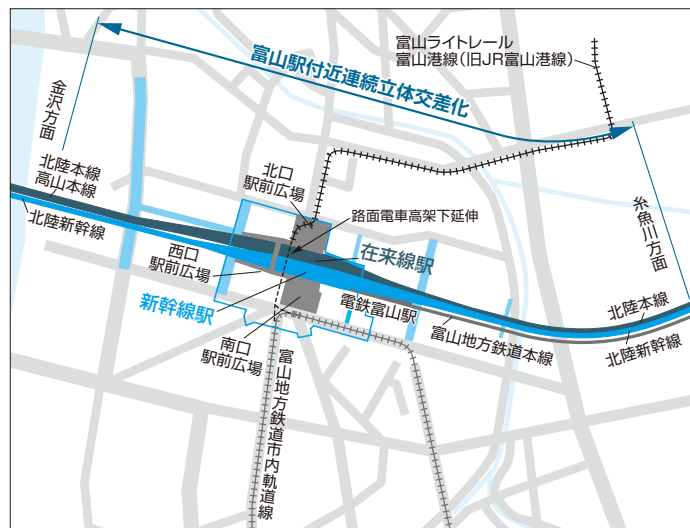 富山ライトレール
富山港線(旧JR富山港線)
富山駅付近連続立体交差化
金沢方面
北口
駅前広場
北陸本線
高山本線
路面電車高架下延伸
糸魚川方面
北陸新幹線
在来線駅
西口
駅前広場
新幹線駅
電鉄富山駅
北陸本線
富山地方鉄道本線
北陸新幹線
南口
駅前広場
富山地方鉄道市内軌道線